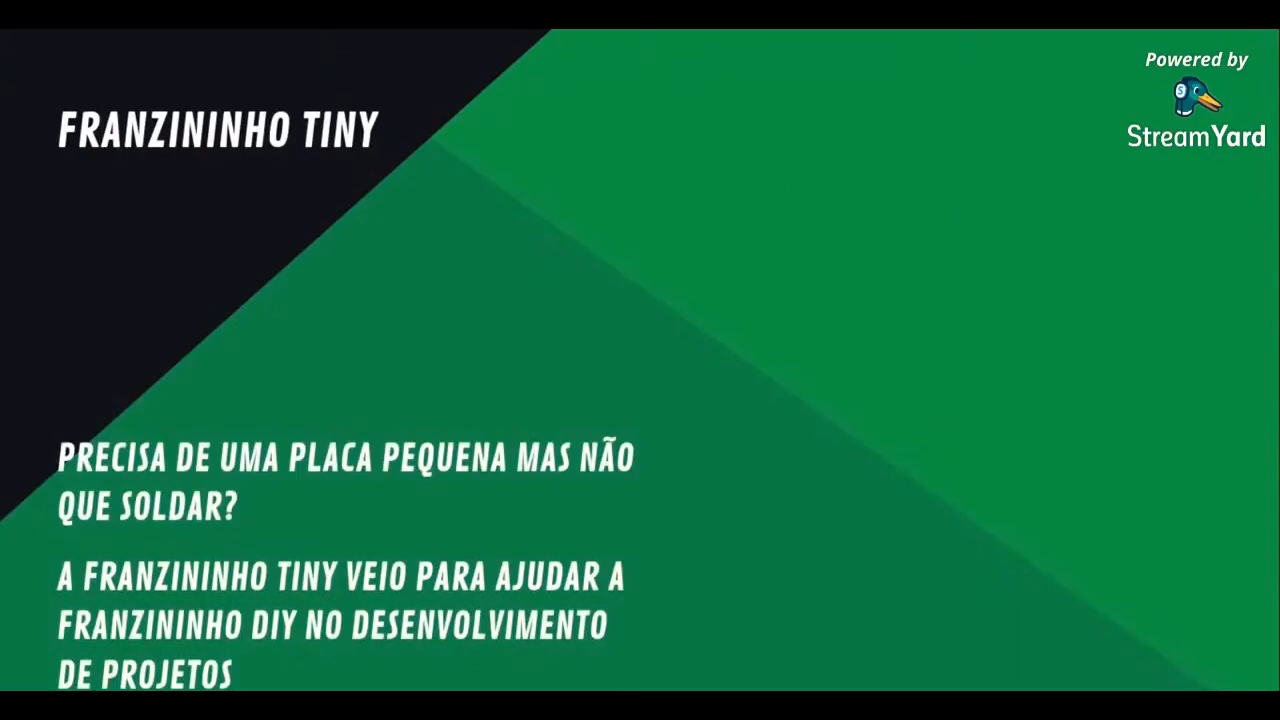 Powered by
StreamYard
FRANZININHO TINY
PRECISA DE UMA PLACA PEQUENA MAS NÃO
QUE SOLDAR?
A FRANZININHO TINY VEIO PARA AJUDAR A
FRANZININHO DIY NO DESENVOLVIMENTO
DE PROJETOS